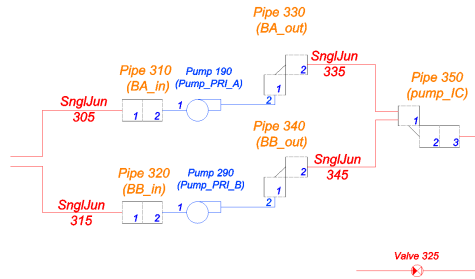 Pipe 330
(BA_out)
Pipe 310
(BA_in)
Pump 190
(Pump_PRI_A)
SnglJun
335
Pipe 350
(pump_IC)
SnglJun
305
1 2
1
2
1
2
1
2 3
Pipe 320
(BB_in)
Pump 290
(Pump_PRI_B)
Pipe 340
(BB_out)
SnglJun
315
1 2
1
2
1
2
SnglJun
345
Valve 325